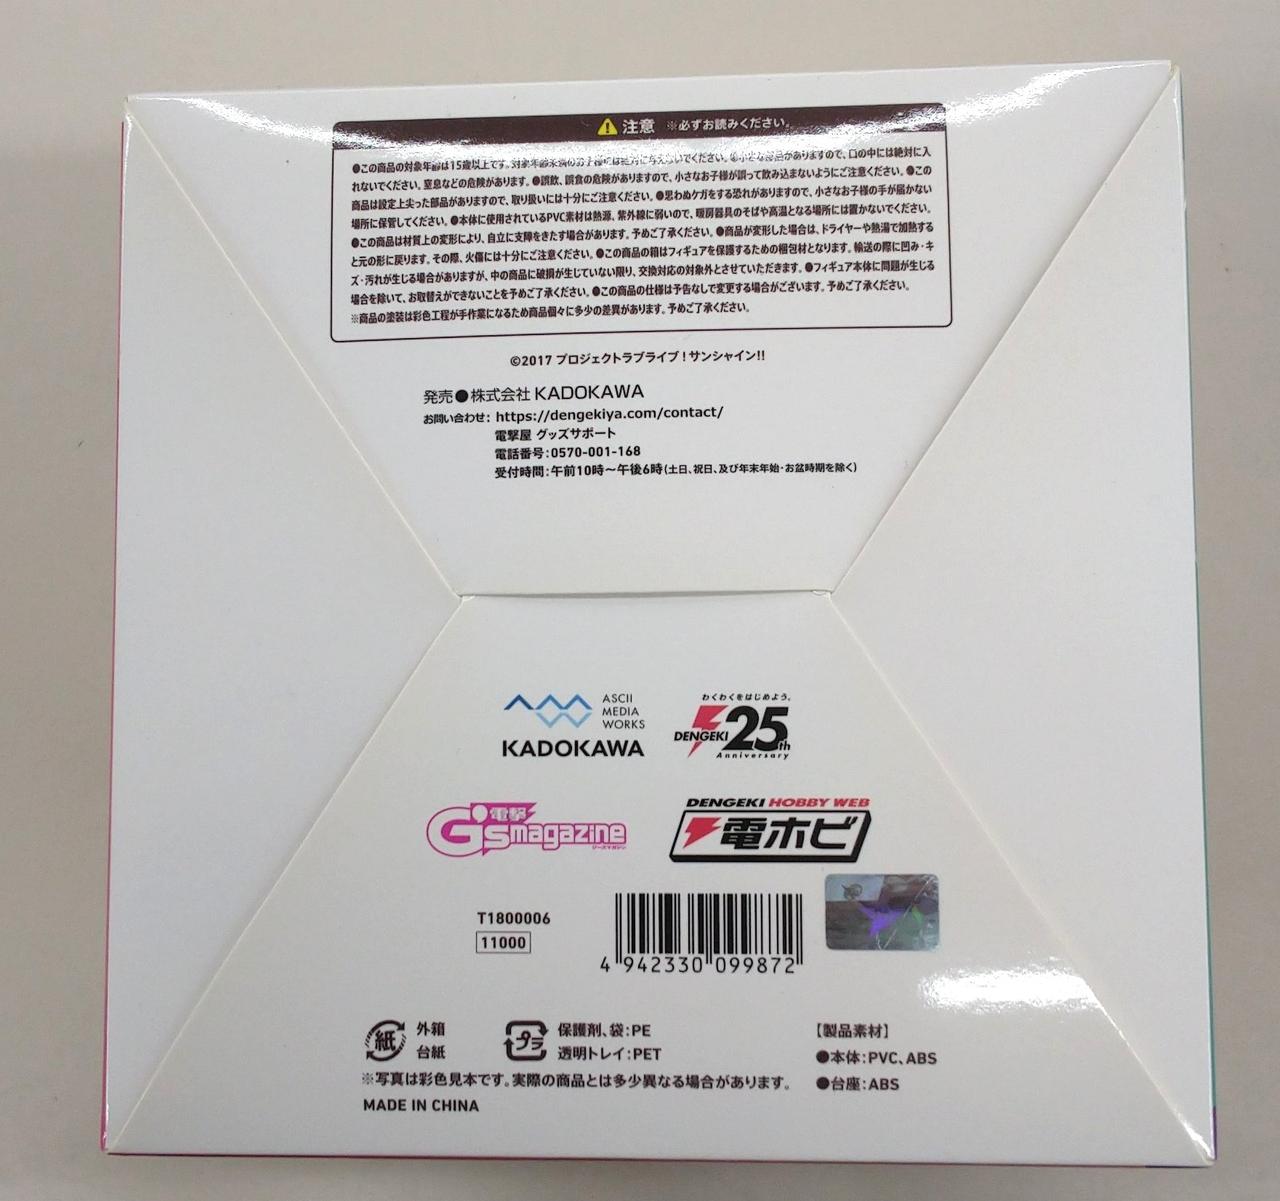 注意 ※必ずお読みください。
●この商品の対象年齢は15歳以上です。対象年齢未満のお子様には絶対に与えないでください。●小さな部品がありますので、口の中には絶対に入
れないでください。窒息などの危険があります。●誤飲、誤食の危険がありますので、小さなお子様が誤って飲み込まないようにご注意ください。●この
商品は設定上尖った部品がありますので、取り扱いには十分にご注意ください。●思わぬケガをする恐れがありますので、小さなお子様の手が届かない
場所に保管してください。●本体に使用されているPVC素材は熱源、紫外線に弱いので、暖房器具のそばや高温となる場所には置かないでください。
●この商品は材質上の変形により、自立に支障をきたす場合があります。予めご了承ください。●商品が変形した場合は、ドライヤーや熱湯で加熱する
と元の形に戻ります。その際、火傷には十分にご注意ください。●この商品の箱はフィギュアを保護するための梱包材となります。輸送の際に凹み・キ
ズ・汚れが生じる場合がありますが、中の商品に破損が生じていない限り、交換対応の対象外とさせていただきます。●フィギュア本体に問題が生じる
場合を除いて、お取替えができないことを予めご了承ください。●この商品の仕様は予告なしで変更する場合がございます。予めご了承ください。
※商品の塗装は彩色工程が手作業になるため商品個々に多少の差異があります。予めご了承ください。
©2017 プロジェクトラブライブ！サンシャイン!!
発売●株式会社 KADOKAWA
お問い合わせ: https://dengekiya.com/contact/
電撃屋 グッズサポート
電話番号:0570-001-168
受付時間:午前10時～午後6時(土日、祝日、及び年末年始・お盆時期を除く)
ASCII
MEDIA
WORKS
KADOKAWA
わくわくをはじめよう。
DENGEKI 25th
Anniversary
電撃
G'smagazine
ジーズマガジン
DENGEKI HOBBY WEB
電ホビ
T1800006
11000
4 942330 099872
紙 外箱
台紙
プラ 保護剤、袋:PE
透明トレイ:PET
【製品素材】
●本体:PVC、ABS
●台座:ABS
※写真は彩色見本です。実際の商品とは多少異なる場合があります。
MADE IN CHINA